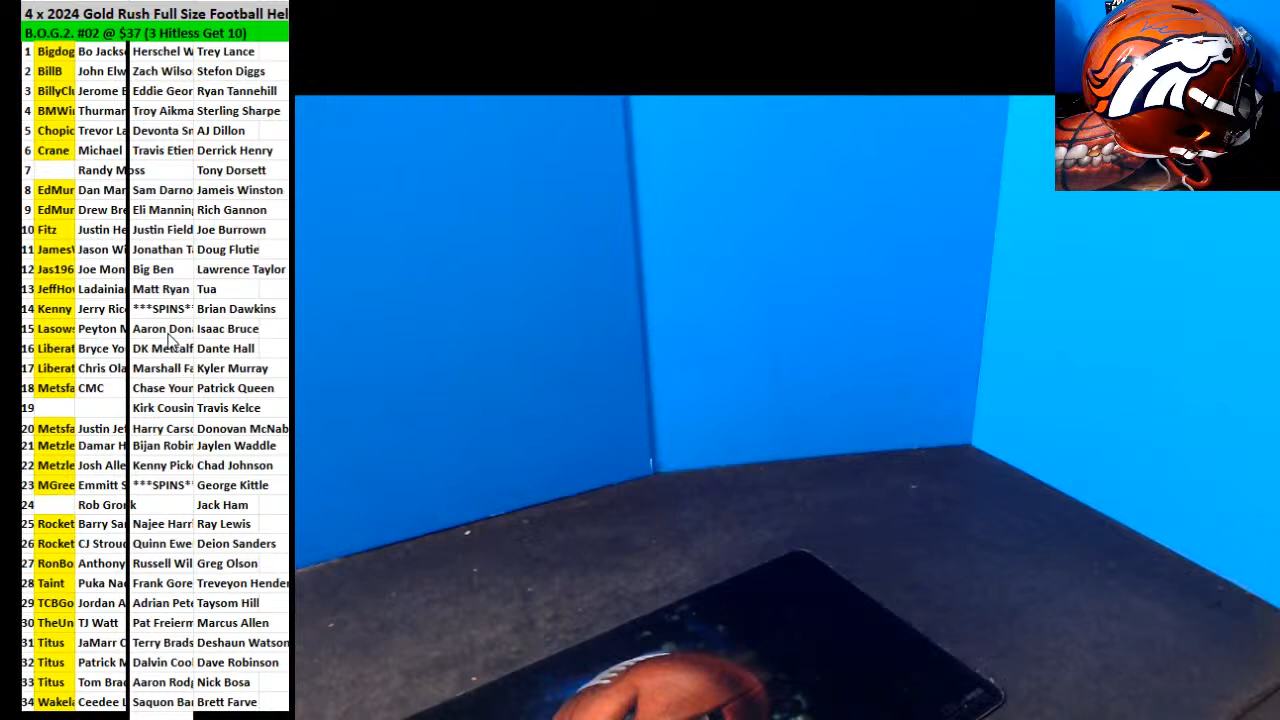 4 x 2024 Gold Rush Full Size Football Hel
B.O.G.2. #02 @ $37 (3 Hitless Get 10)
1 Bigdog Bo Jackso Herschel W Trey Lance
2 BillB John Elw Zach Wilso Stefon Diggs
3 BillyClu Jerome B Eddie Geor Ryan Tannehill
4 BMWi Thurman Troy Aikma Sterling Sharpe
5 Chopic Trevor La Devonta Sn AJ Dillon
6 Crane Michael Travis Etien Derrick Henry
7 Randy Moss Tony Dorsett
8 EdMur Dan Mar Sam Darno Jameis Winston
9 EdMur Drew Bre Eli Manning Rich Gannon
10 Fitz Justin He Justin Field Joe Burrown
11 James Jason Wi Jonathan T Doug Flutie
12 Jas196 Joe Mon Big Ben Lawrence Taylor
13 JeffHo Ladainia Matt Ryan Tua
14 Kenny Jerry Ric ***SPINS* Brian Dawkins
15 Lasows Peyton M Aaron Dona Isaac Bruce
16 Liberat Bryce Yo DK Metcalf Dante Hall
17 Liberat Chris Ola Marshall Fa Kyler Murray
18 Metsfa CMC Chase Your Patrick Queen
19 Kirk Cousin Travis Kelce
20 Metsfa Justin Jef Harry Carso Donovan McNab
21 Metzle Damar H Bijan Robin Jaylen Waddle
22 Metzle Josh Alle Kenny Pick Chad Johnson
23 MGree Emmitt S ***SPINS* George Kittle
24 Rob Gronk Jack Ham
25 Rocket Barry Sa Najee Harr Ray Lewis
26 Rocket CJ Stroud Quinn Ewe Deion Sanders
27 RonBo Anthony Russell Wil Greg Olson
28 Taint Puka Nac Frank Gore Treveyon Hender
29 TCBGo Jordan A Adrian Pete Taysom Hill
30 TheUn TJ Watt Pat Freierm Marcus Allen
31 Titus JaMarr C Terry Brads Deshaun Watson
32 Titus Patrick M Dalvin Coo Dave Robinson
33 Titus Tom Brad Aaron Rodg Nick Bosa
34 Wakela Ceedee L Saquon Bar Brett Farve